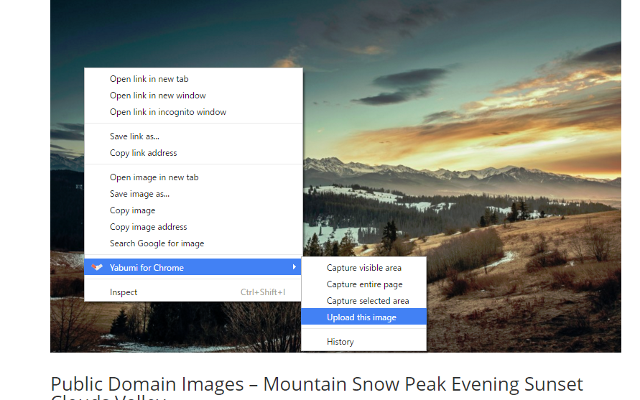 Open link in new tab
Open link in new window
Open link in incognito window
Save link as...
Copy link address
Open image in new tab
Save image as...
Copy image
Copy image address
Search Google for image
Yabumi for Chrome
Inspect Ctrl+Shift+I
Capture visible area
Capture entire page
Capture selected area
Upload this image
History
Public Domain Images – Mountain Snow Peak Evening Sunset
Clouds Valley